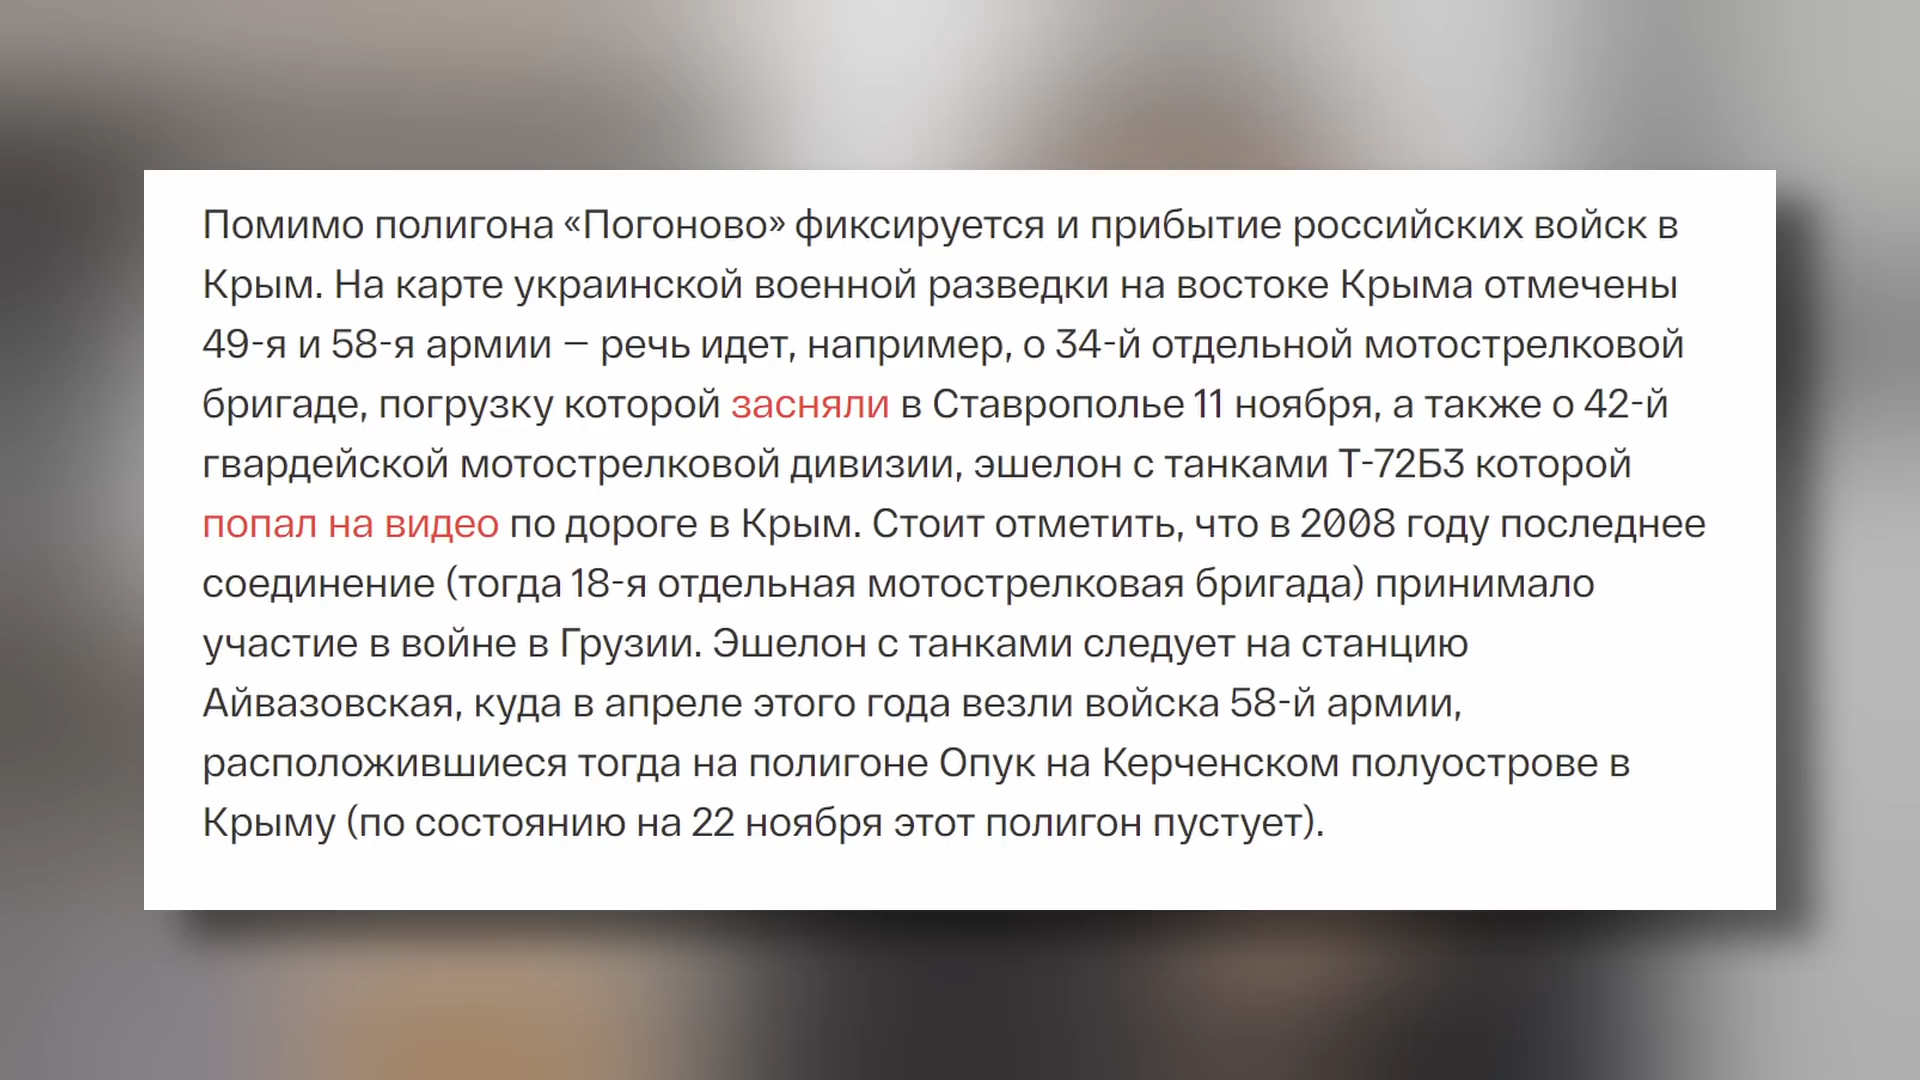 Помимо полигона «Погоново» фиксируется и прибытие российских войск в
Крым. На карте украинской военной разведки на востоке Крыма отмечены
49-я и 58-я армии — речь идет, например, о 34-й отдельной мотострелковой
бригаде, погрузку которой засняли в Ставрополье 11 ноября, а также о 42-й
гвардейской мотострелковой дивизии, эшелон с танками Т-72Б3 которой
попал на видео по дороге в Крым. Стоит отметить, что в 2008 году последнее
соединение (тогда 18-я отдельная мотострелковая бригада) принимало
участие в войне в Грузии. Эшелон с танками следует на станцию
Айвазовская, куда в апреле этого года везли войска 58-й армии,
расположившиеся тогда на полигоне Опук на Керченском полуострове в
Крыму (по состоянию на 22 ноября этот полигон пустует).